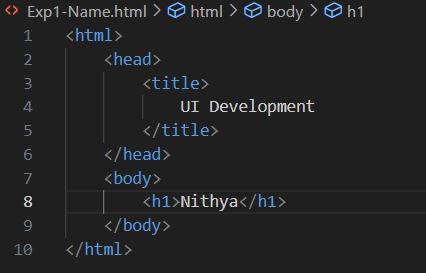 Exp1-Name.html > html > body > h1
1 <html>
2 <head>
3 <title>
4 UI Development
5 </title>
6 </head>
7 <body>
8 <h1>Nithya</h1>
9 </body>
10 </html>